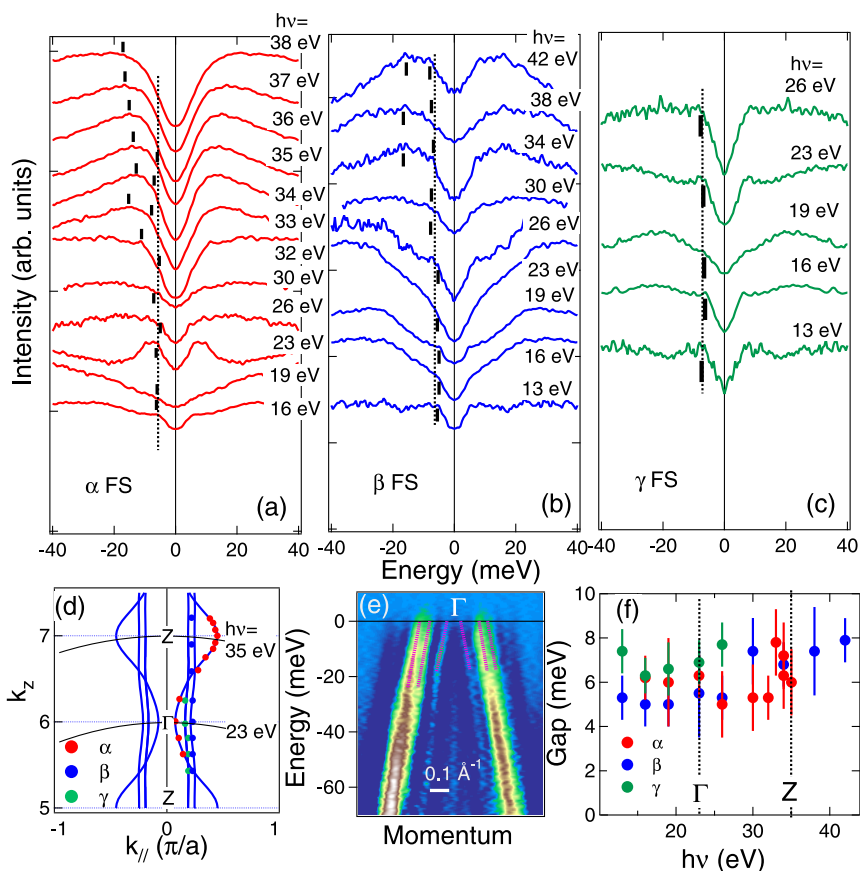 hν=
38 eV
37 eV
36 eV
35 eV
34 eV
33 eV
32 eV
30 eV
26 eV
23 eV
19 eV
16 eV
α FS
(a)
-40 -20 0 20 40
Intensity (arb. units)
hν=
42 eV
38 eV
34 eV
30 eV
26 eV
23 eV
19 eV
16 eV
13 eV
β FS
(b)
-40 -20 0 20 40
Energy (meV)
hν=
26 eV
23 eV
19 eV
16 eV
13 eV
γ FS
(c)
-40 -20 0 20 40
(d)
7
6
5
kz
Z
Γ
Z
hν=
35 eV
23 eV
α
β
γ
-1 0 1
k// (π/a)
(e)
Γ
0
-20
-40
-60
Energy (meV)
0.1 Å⁻¹
Momentum
(f)
10
8
6
4
2
0
Gap (meV)
α
β
γ
Γ
Z
20 30 40
hν (eV)